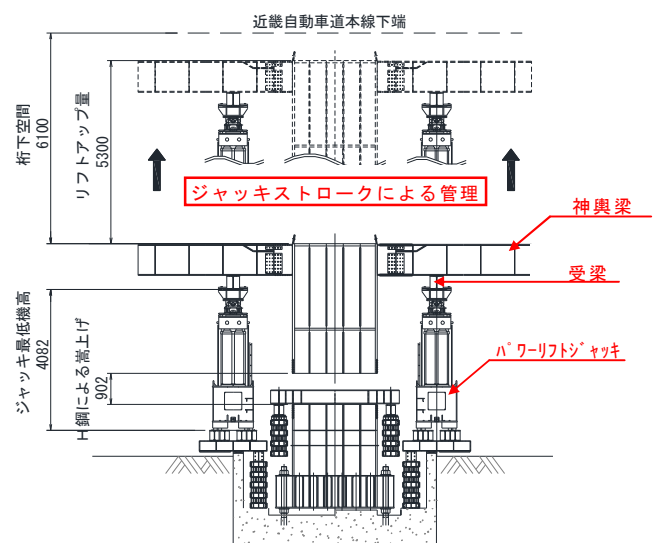 近畿自動車道本線下端
桁下空間
6100
リフトアップ量
5300
ジャッキストロークによる管理
神輿梁
受梁
パワーリフトジャッキ
ジャッキ最低機高
4082
H鋼による嵩上げ
902